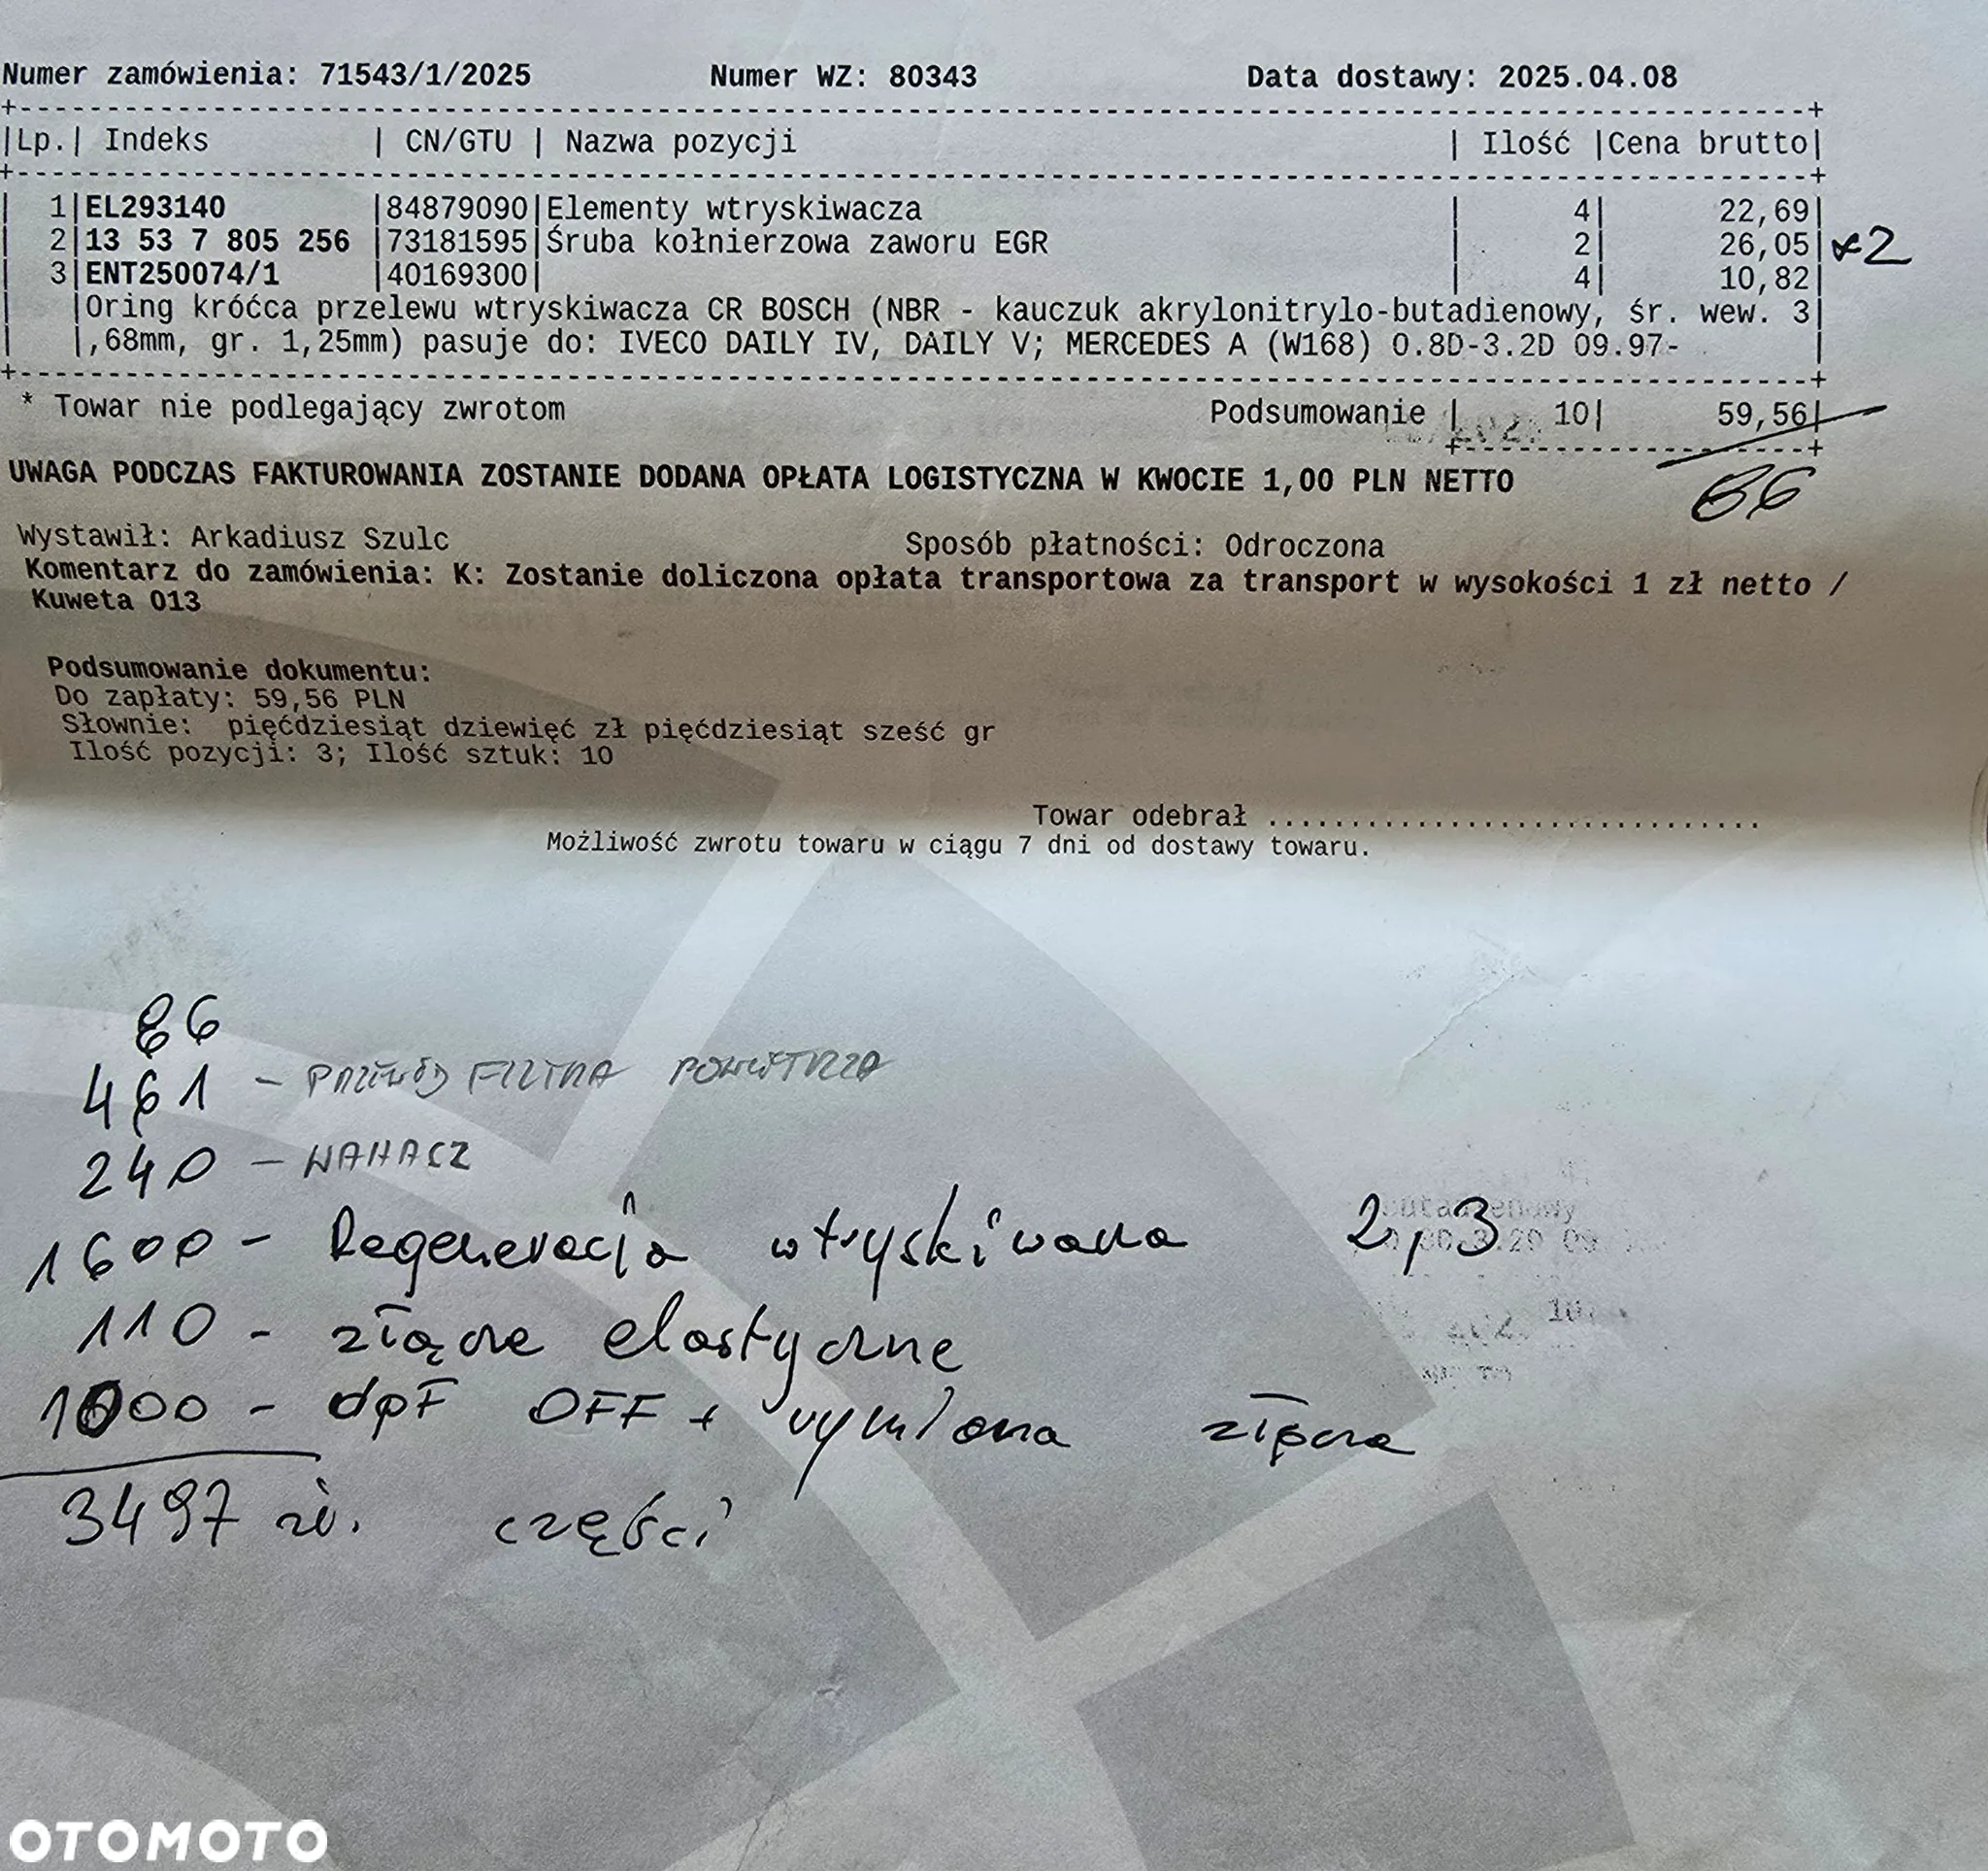 Numer zamówienia: 71543/1/2025 Numer WZ: 80343 Data dostawy: 2025.04.08
|Lp.| Indeks | CN/GTU | Nazwa pozycji | Ilość |Cena brutto|
| 1|EL293140 |84879090|Elementy wtryskiwacza | 4| 22,69|
| 2|13 53 7 805 256 |73181595|Śruba kołnierzowa zaworu EGR | 2| 26,05| x2
| 3|ENT250074/1 |40169300| | 4| 10,82|
| |Oring króćca przelewu wtryskiwacza CR BOSCH (NBR - kauczuk akrylonitrylo-butadienowy, śr. wew. 3|
| |,68mm, gr. 1,25mm) pasuje do: IVECO DAILY IV, DAILY V; MERCEDES A (W168) 0.8D-3.2D 09.97- |
* Towar nie podlegający zwrotom Podsumowanie | 10| 59,56|
86
UWAGA PODCZAS FAKTUROWANIA ZOSTANIE DODANA OPŁATA LOGISTYCZNA W KWOCIE 1,00 PLN NETTO
Wystawił: Arkadiusz Szulc Sposób płatności: Odroczona
Komentarz do zamówienia: K: Zostanie doliczona opłata transportowa za transport w wysokości 1 zł netto /
Kuweta 013
Podsumowanie dokumentu:
Do zapłaty: 59,56 PLN
Słownie: pięćdziesiąt dziewięć zł pięćdziesiąt sześć gr
Ilość pozycji: 3; Ilość sztuk: 10
Towar odebrał ..............................
Możliwość zwrotu towaru w ciągu 7 dni od dostawy towaru.
86
461 - PRZEWÓD FILTRA POWIETRZA
240 - WAHACZ
1600 - Regeneracja wtryskiwacza 2,3
110 - złącze elastyczne
1000 - dpF OFF + wymiana złącza
3497 zł. części
OTOMOTO